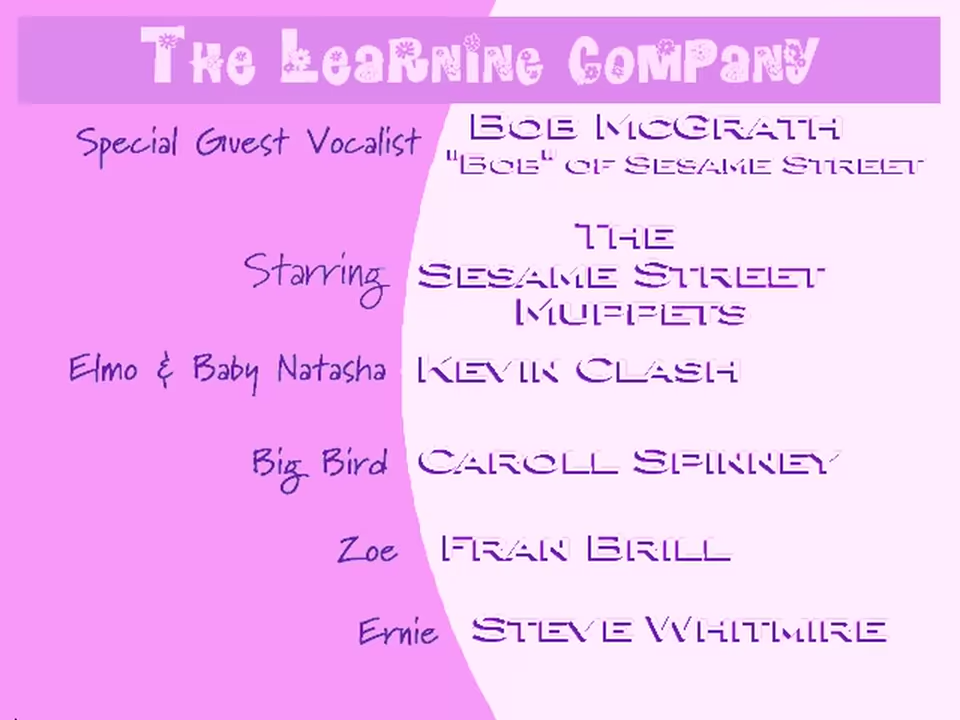 The Learning Company
Special Guest Vocalist Bob McGrath
"Bob" of Sesame Street
The
Starring Sesame Street
Muppets
Elmo & Baby Natasha Kevin Clash
Big Bird Caroll Spinney
Zoe Fran Brill
Ernie Steve Whitmire